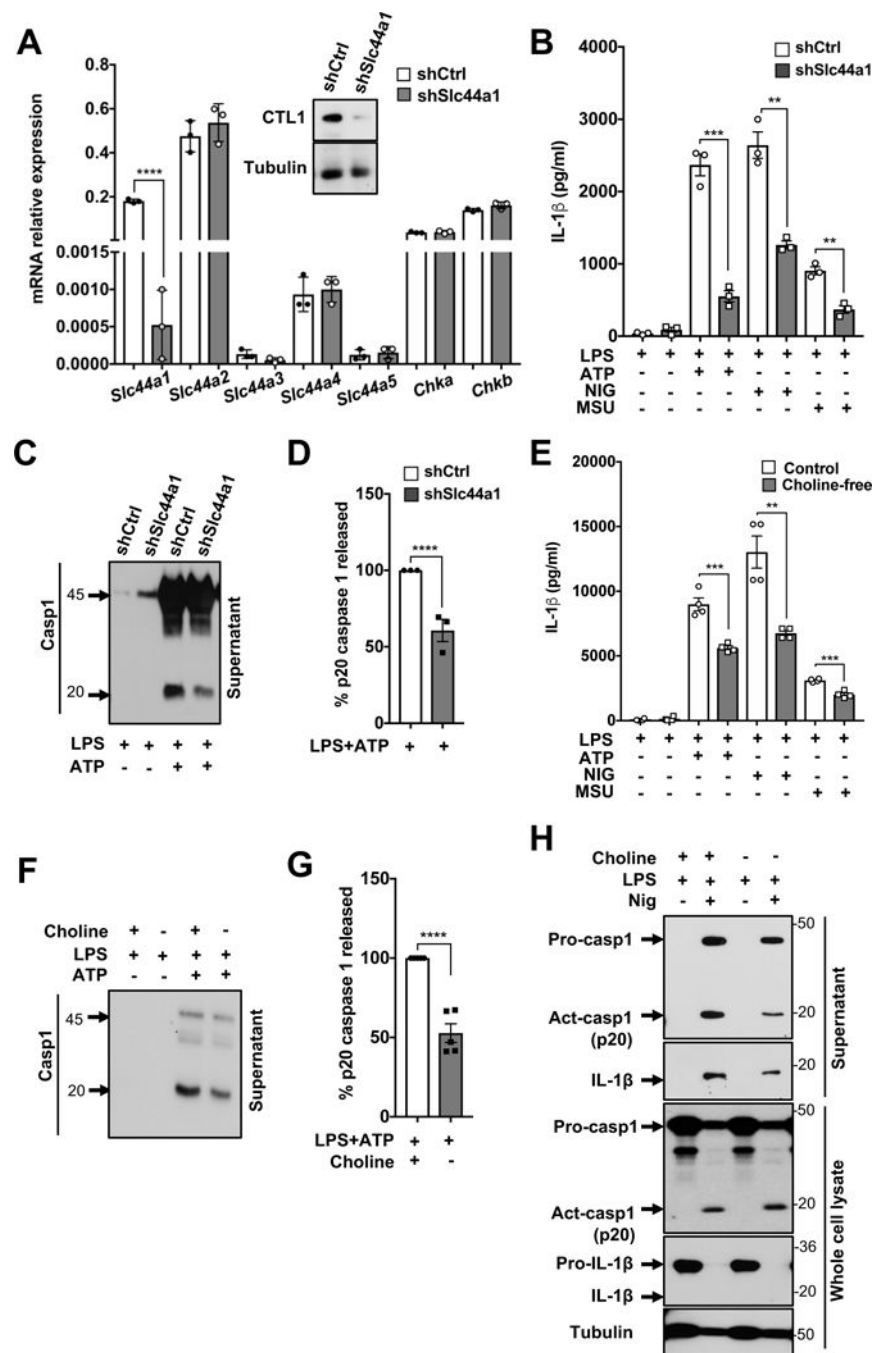 A
shCtrl
shSlc44a1
CTL1
Tubulin
shCtrl
shSlc44a1
mRNA relative expression
0.8
0.6
0.4
0.2
0.0015
0.0010
0.0005
0.0000
****
Slc44a1
Slc44a2
Slc44a3
Slc44a4
Slc44a5
Chka
Chkb
B
shCtrl
shSlc44a1
IL-1β (pg/ml)
4000
3000
2000
1000
0
***
**
**
LPS + + + + + + + +
ATP - - + + - - - -
NIG - - - - + + - -
MSU - - - - - - + +
C
shCtrl
shSlc44a1
shCtrl
shSlc44a1
Casp1
45
20
Supernatant
LPS + + + +
ATP - - + +
D
shCtrl
shSlc44a1
% p20 caspase 1 released
150
100
50
0
****
LPS+ATP + +
E
Control
Choline-free
IL-1β (pg/ml)
20000
15000
10000
5000
0
***
**
***
LPS + + + + + + + +
ATP - - + + - - - -
NIG - - - - + + - -
MSU - - - - - - + +
F
Choline + - + -
LPS + + + +
ATP - - + +
Casp1
45
20
Supernatant
G
% p20 caspase 1 released
150
100
50
0
****
LPS+ATP + +
Choline + -
H
Choline + + - -
LPS + + + +
Nig - + - +
Pro-casp1
-50
Act-casp1
(p20)
-20
IL-1β
-20
Supernatant
Pro-casp1
-50
Act-casp1
(p20)
-20
Pro-IL-1β
-36
IL-1β
-20
Tubulin
-50
Whole cell lysate